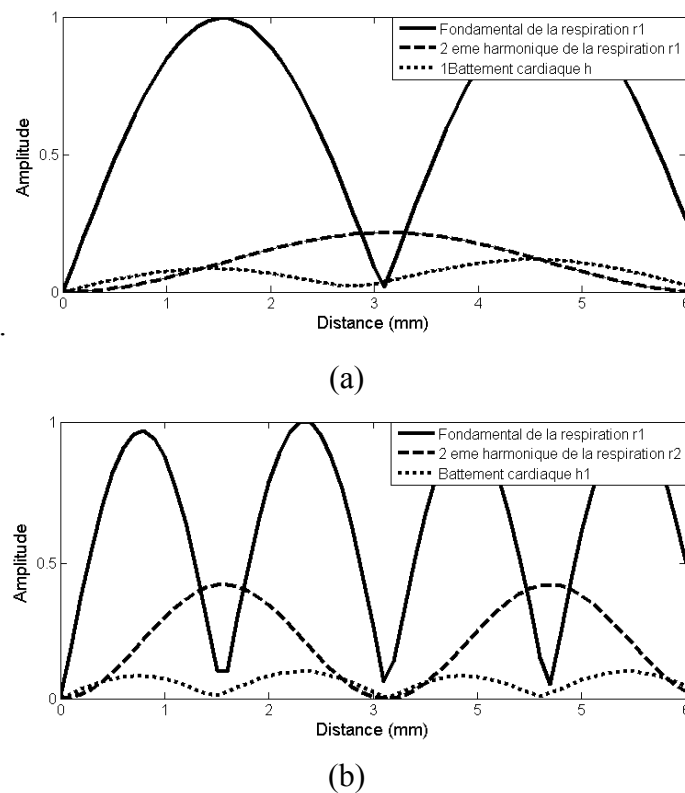 1
Fondamental de la respiration r1
2 eme harmonique de la respiration r1
1Battement cardiaque h
Amplitude
0.5
0
0 1 2 3 4 5 6
Distance (mm)
.
(a)
1
Fondamental de la respiration r1
2 eme harmonique de la respiration r2
Battement cardiaque h1
Amplitude
0.5
0
0 1 2 3 5 5 6
Distance (mm)
(b)